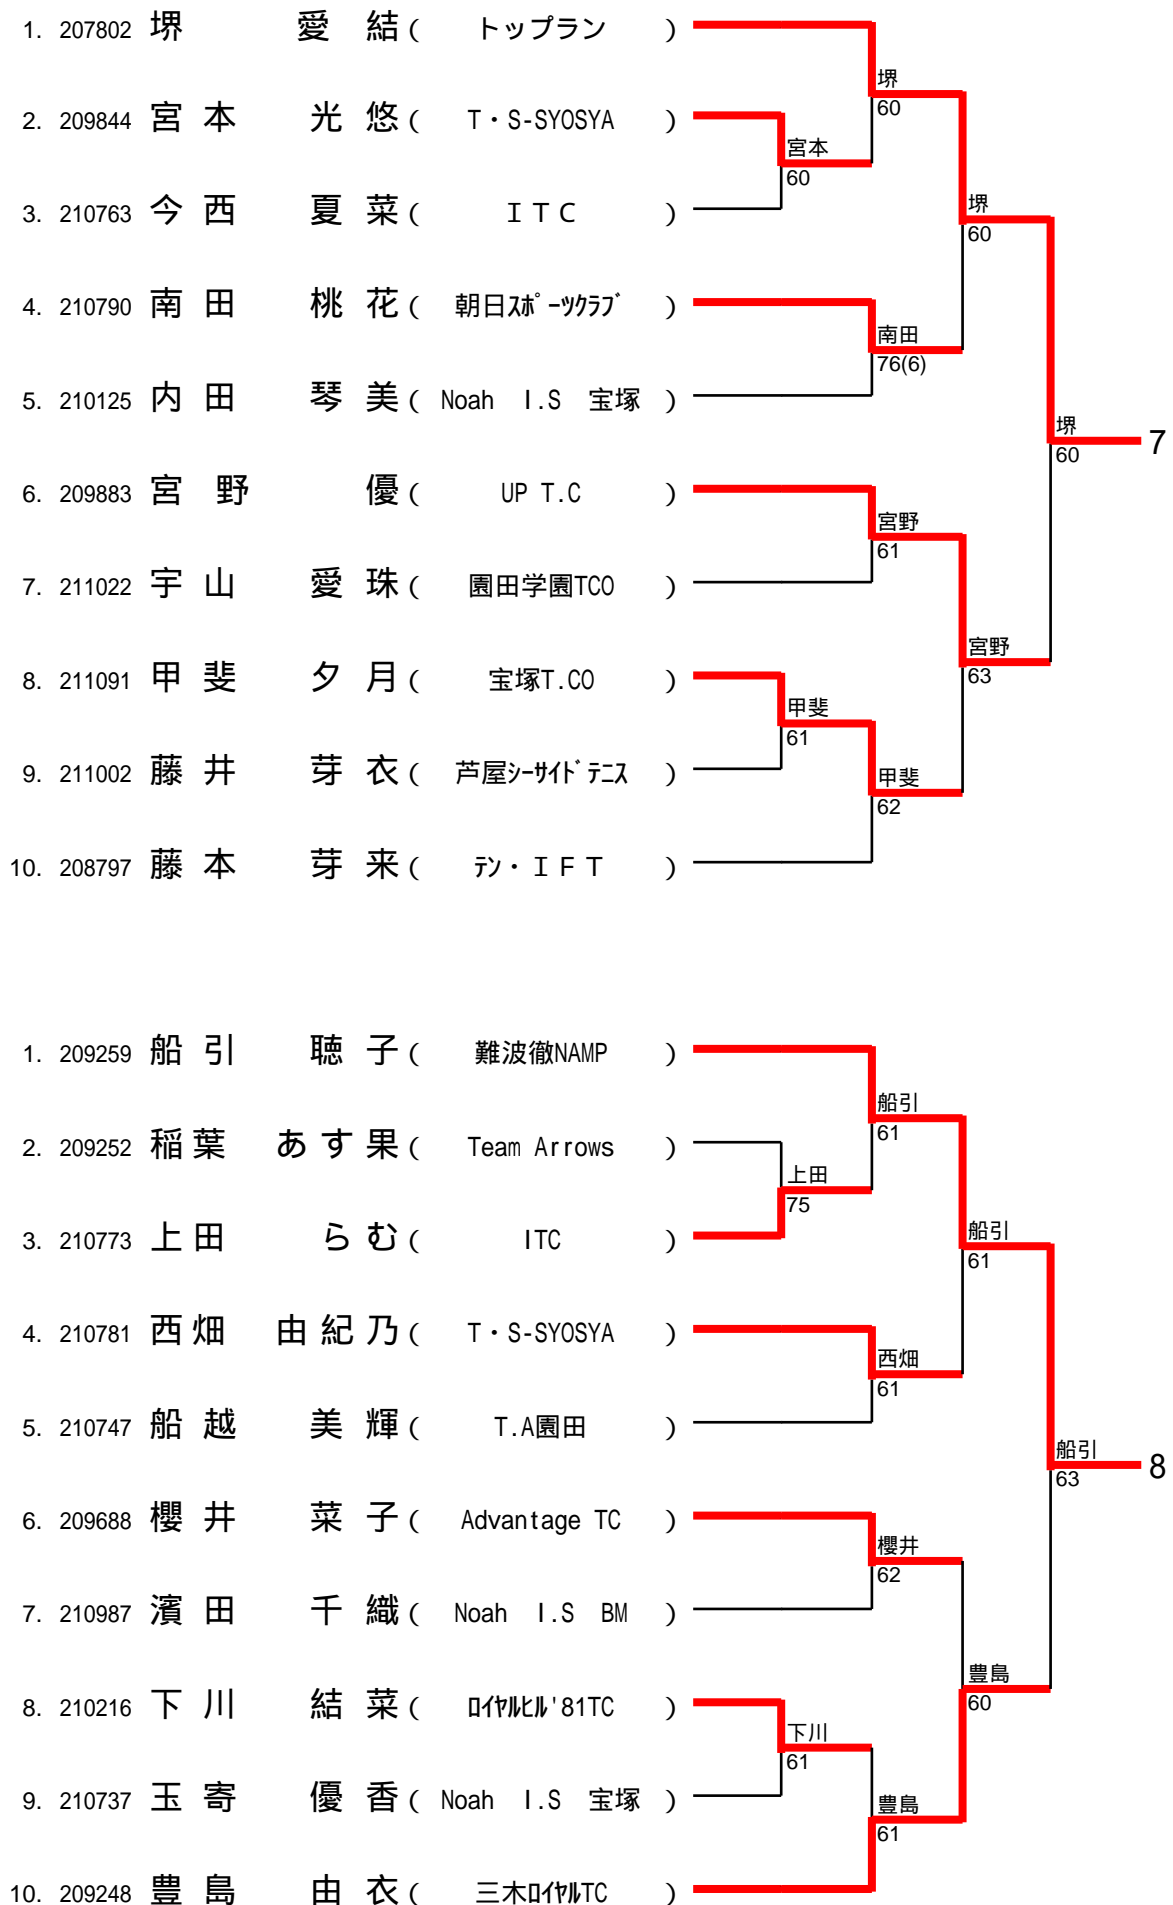 1. 207802 堺 愛 結 ( トップラン )
堺
60
2. 209844 宮 本 光 悠 ( T・S-SYOSYA )
宮本
60
3. 210763 今 西 夏 菜 ( ＩＴＣ )
堺
60
4. 210790 南 田 桃 花 ( 朝日ｽﾎﾟｰﾂｸﾗﾌﾞ )
南田
76(6)
5. 210125 内 田 琴 美 ( Noah I.S 宝塚 )
堺
60
7
6. 209883 宮 野 優 ( UP T.C )
宮野
61
7. 211022 宇 山 愛 珠 ( 園田学園TCO )
宮野
63
8. 211091 甲 斐 夕 月 ( 宝塚T.CO )
甲斐
61
9. 211002 藤 井 芽 衣 ( 芦屋ｼｰｻｲﾄﾞﾃﾆｽ )
甲斐
62
10. 208797 藤 本 芽 来 ( ﾃﾝ・ＩＦＴ )
1. 209259 船 引 聴 子 ( 難波徹NAMP )
船引
61
2. 209252 稲 葉 あ す 果 ( Team Arrows )
上田
75
3. 210773 上 田 ら む ( ITC )
船引
61
4. 210781 西 畑 由 紀 乃 ( T・S-SYOSYA )
西畑
61
5. 210747 船 越 美 輝 ( T.A園田 )
船引
63
8
6. 209688 櫻 井 菜 子 ( Advantage TC )
櫻井
62
7. 210987 濱 田 千 織 ( Noah I.S BM )
豊島
60
8. 210216 下 川 結 菜 ( ﾛｲﾔﾙﾋﾙ'81TC )
下川
61
9. 210737 玉 寄 優 香 ( Noah I.S 宝塚 )
豊島
61
10. 209248 豊 島 由 衣 ( 三木ﾛｲﾔﾙTC )